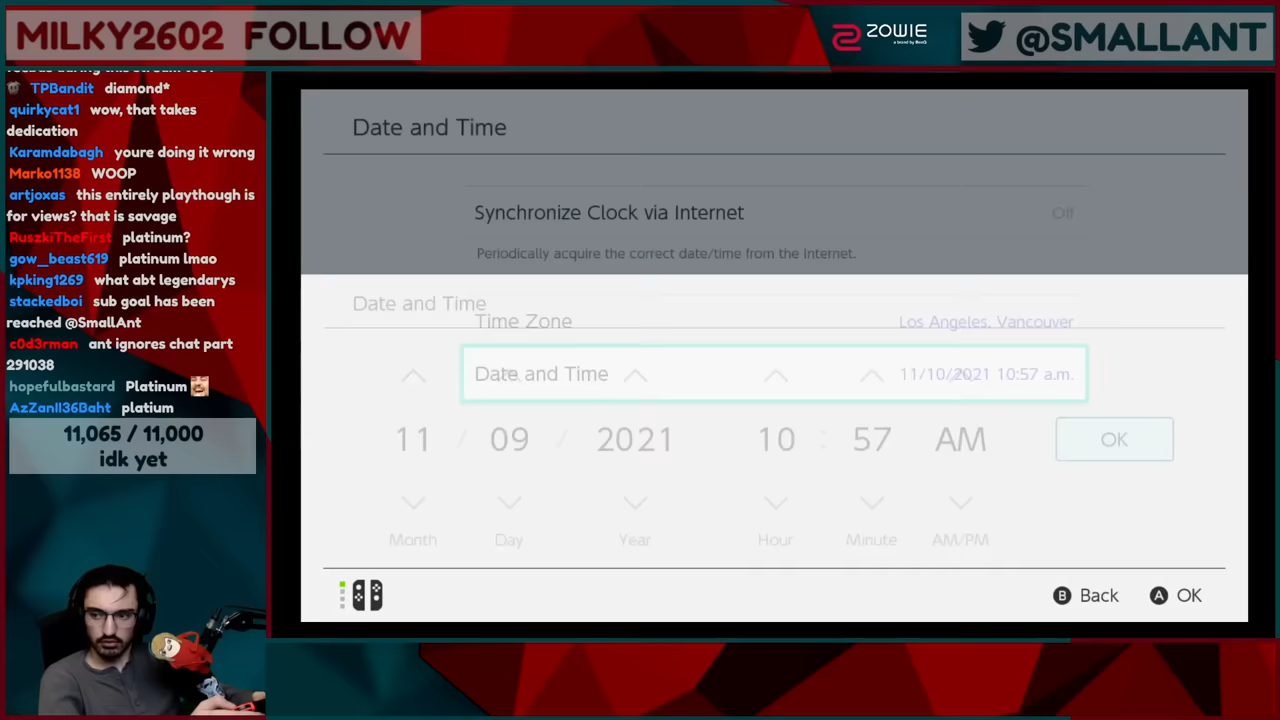 MILKY2602 FOLLOW
ZOWIE
@SMALLANT
TPBandit diamond*
quirkycat1 wow, that takes
dedication
Karamdabagh youre doing it wrong
Marko1138 WOOP
artjoxas this entirely playthough is
for views? that is savage
RuszkiTheFirst platinum?
gow__beast619 platinum lmao
kpking1269 what abt legendarys
stackedboi sub goal has been
reached @SmallAnt
c0d3rman ant ignores chat part
291038
hopefulbastard Platinum
AzZanII36Baht platium
11,065 / 11,000
idk yet
Date and Time
Synchronize Clock via Internet Off
Periodically acquire the correct date/time from the Internet.
Date and Time
Time Zone Los Angeles, Vancouver
Date and Time 11/10/2021 10:57 a.m.
11 / 09 / 2021 10 : 57 AM OK
Month Day Year Hour Minute AM/PM
B Back A OK